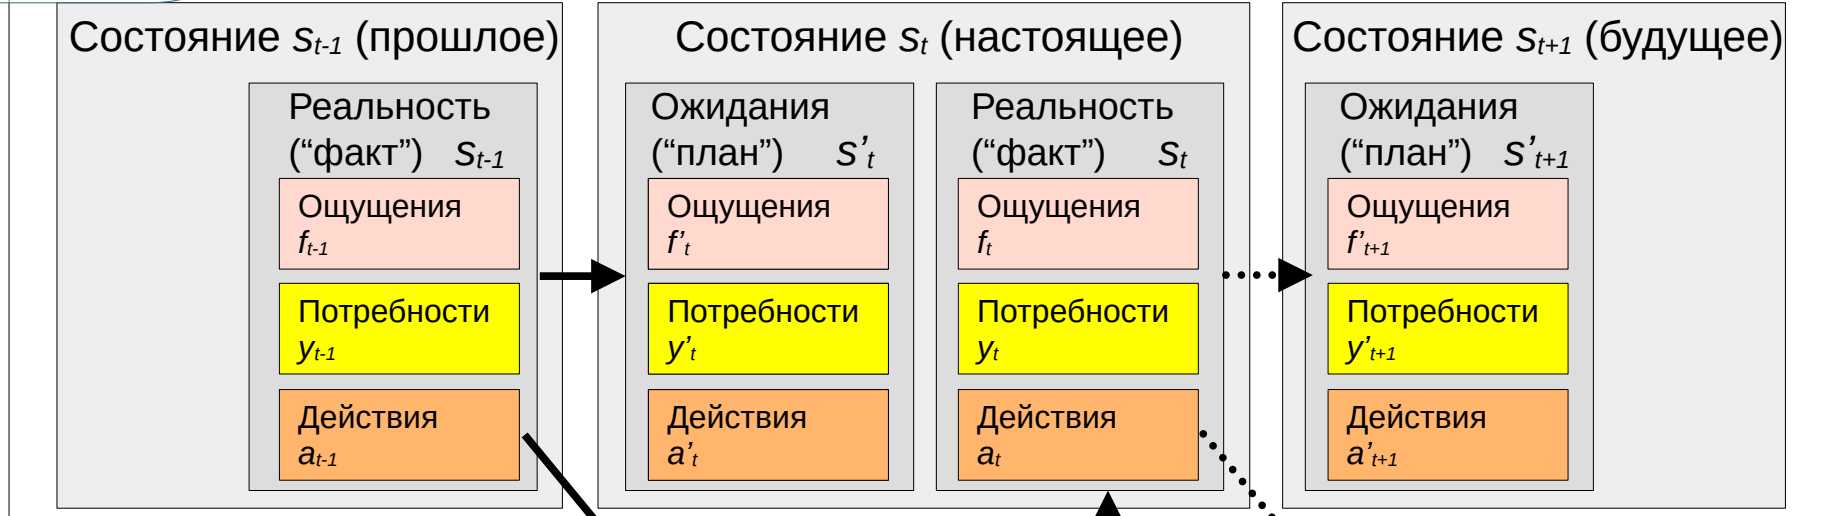 Состояние st-1 (прошлое)
Реальность
(“факт”) st-1
Ощущения
ft-1
Потребности
yt-1
Действия
at-1
Состояние st (настоящее)
Ожидания
(“план”) s’t
Ощущения
f’t
Потребности
y’t
Действия
a’t
Реальность
(“факт”) st
Ощущения
ft
Потребности
yt
Действия
at
Состояние st+1 (будущее)
Ожидания
(“план”) s’t+1
Ощущения
f’t+1
Потребности
y’t+1
Действия
a’t+1